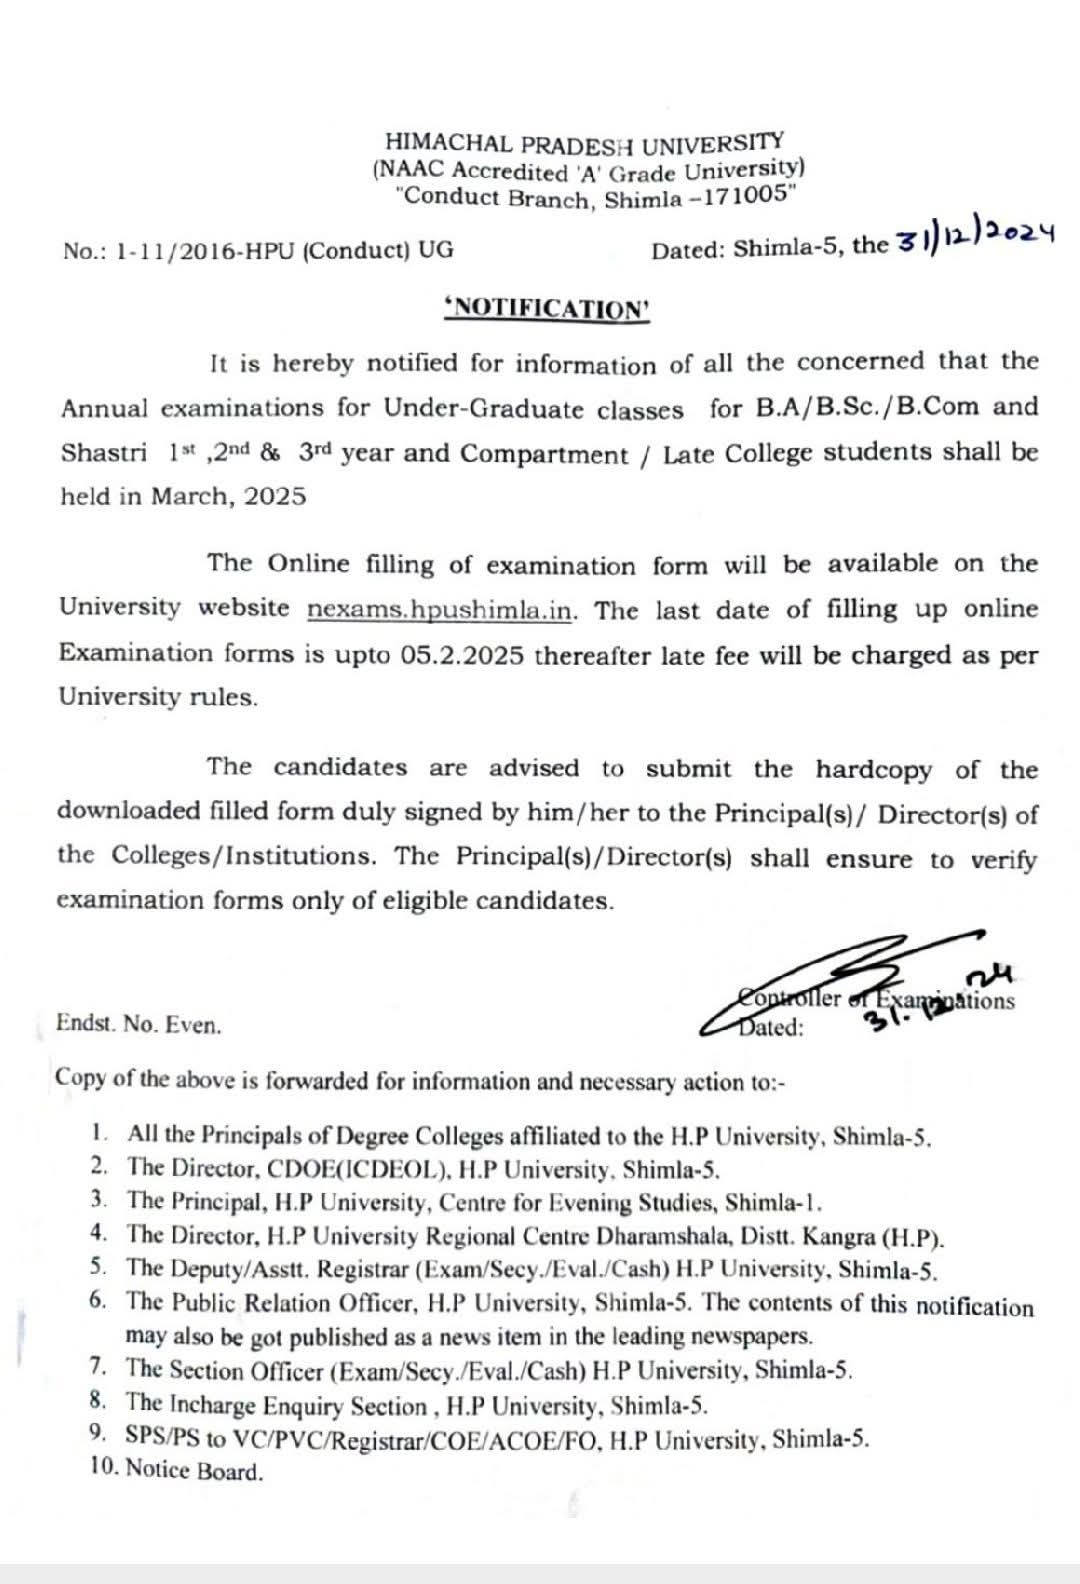 HIMACHAL PRADESH UNIVERSITY
(NAAC Accredited 'A' Grade University)
"Conduct Branch, Shimla –171005"
No.: 1-11/2016-HPU (Conduct) UG Dated: Shimla-5, the 31/12/2024
‘NOTIFICATION’
It is hereby notified for information of all the concerned that the
Annual examinations for Under-Graduate classes for B.A/B.Sc./B.Com and
Shastri 1st ,2nd & 3rd year and Compartment / Late College students shall be
held in March, 2025
The Online filling of examination form will be available on the
University website nexams.hpushimla.in. The last date of filling up online
Examination forms is upto 05.2.2025 thereafter late fee will be charged as per
University rules.
The candidates are advised to submit the hardcopy of the
downloaded filled form duly signed by him/her to the Principal(s)/ Director(s) of
the Colleges/Institutions. The Principal(s)/Director(s) shall ensure to verify
examination forms only of eligible candidates.
Controller of Examinations
Endst. No. Even. Dated: 31.12.24
Copy of the above is forwarded for information and necessary action to:-
1. All the Principals of Degree Colleges affiliated to the H.P University, Shimla-5.
2. The Director, CDOE(ICDEOL), H.P University, Shimla-5.
3. The Principal, H.P University, Centre for Evening Studies, Shimla-1.
4. The Director, H.P University Regional Centre Dharamshala, Distt. Kangra (H.P).
5. The Deputy/Asstt. Registrar (Exam/Secy./Eval./Cash) H.P University, Shimla-5.
6. The Public Relation Officer, H.P University, Shimla-5. The contents of this notification
may also be got published as a news item in the leading newspapers.
7. The Section Officer (Exam/Secy./Eval./Cash) H.P University, Shimla-5.
8. The Incharge Enquiry Section , H.P University, Shimla-5.
9. SPS/PS to VC/PVC/Registrar/COE/ACOE/FO, H.P University, Shimla-5.
10. Notice Board.